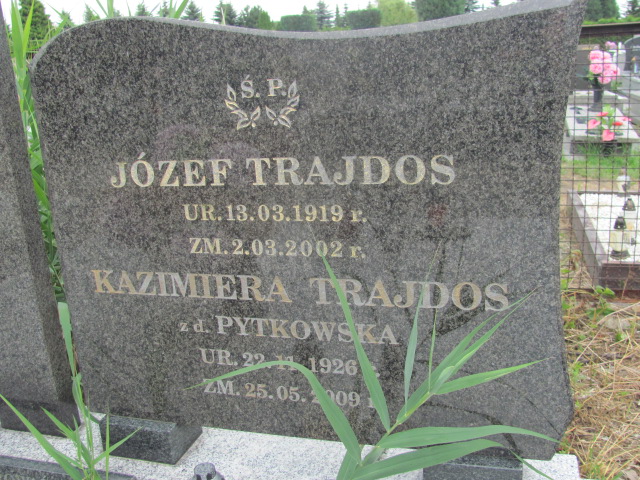 Ś. P.
JÓZEF TRAJDOS
UR. 13.03.1919 r.
ZM. 2.03.2002 r.
KAZIMIERA TRAJDOS
z d. PYTKOWSKA
UR. 22.11.1926
ZM. 25.05.2009 r.